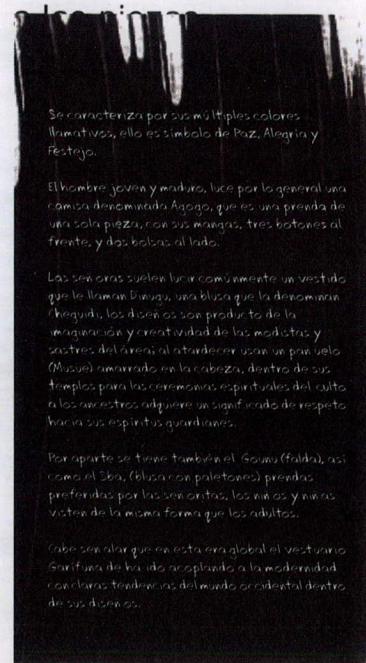 Se caracteriza por sus múltiples colores
llamativos, ello es símbolo de Paz, Alegría y
Festejo.
El hombre joven y maduro, luce por lo general una
camisa denominada Agogo, que es una prenda de
una sola pieza, con sus mangas, tres botones al
frente, y dos bolsas al lado.
Las señoras suelen lucir comúnmente un vestido
que le llaman Dinugu, una blusa que la denominan
Cheguidi, los diseños son producto de la
imaginación y creatividad de las modistas y
sastres del área; al atardecer usan un pañuelo
(Musue) amarrado en la cabeza, dentro de sus
templos para las ceremonias espirituales del culto
a los ancestros adquiere un significado de respeto
hacia sus espíritus guardianes.
Por aparte se tiene también el Gounu (falda), así
como el Sba, (blusa con paletones) prendas
preferidas por las señoritas, los niños y niñas
visten de la misma forma que los adultos.
Cabe señalar que en esta era global el vestuario
Garífuna de ha ido acoplando a la modernidad
con claras tendencias del mundo occidental dentro
de sus diseños.